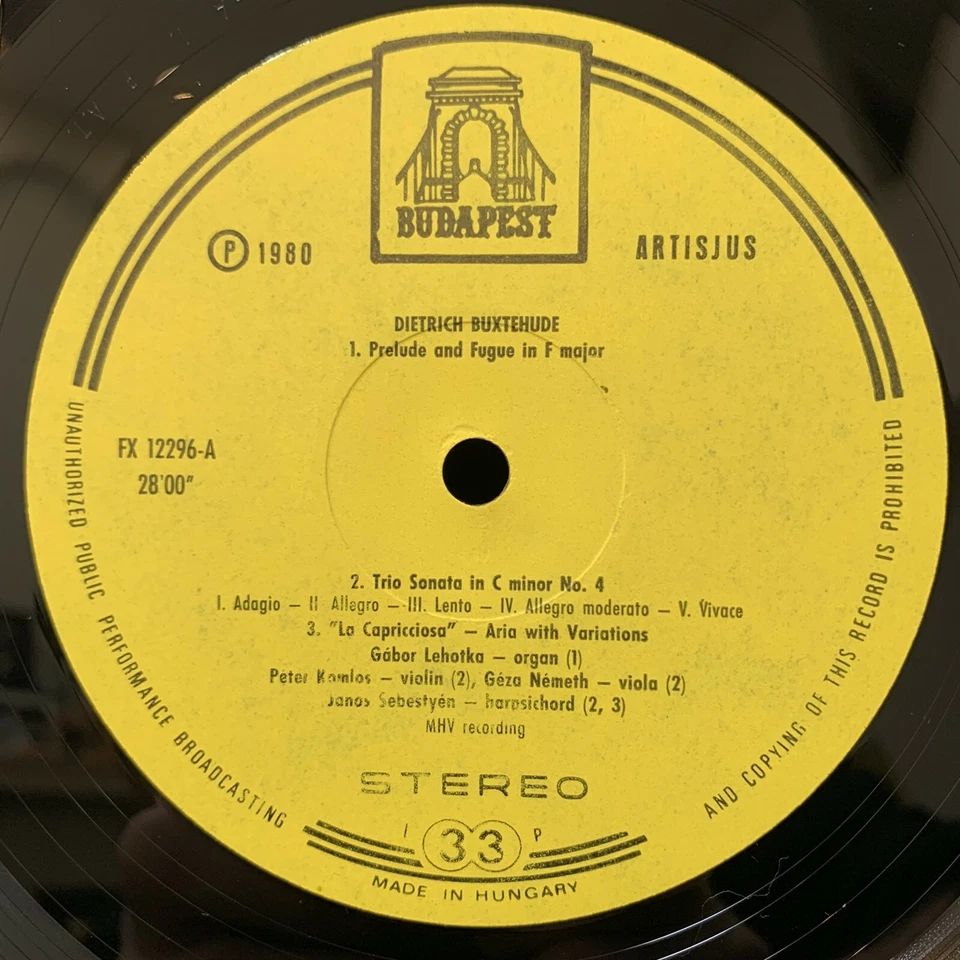 BUDAPEST
Ⓟ 1980
ARTISJUS
DIETRICH BUXTEHUDE
1. Prelude and Fugue in F major
FX 12296-A
28'00"
2. Trio Sonata in C minor No. 4
I. Adagio — II Allegro — III. Lento — IV. Allegro moderato — V. Vivace
3. "La Capricciosa" — Aria with Variations
Gábor Lehotka — organ (1)
Péter Komlos — violin (2), Géza Németh — viola (2)
Janos Sebestyén — harpsichord (2, 3)
MHV recording
STEREO
I 33 P
MADE IN HUNGARY
UNAUTHORIZED PUBLIC PERFORMANCE BROADCASTING AND COPYING OF THIS RECORD IS PROHIBITED